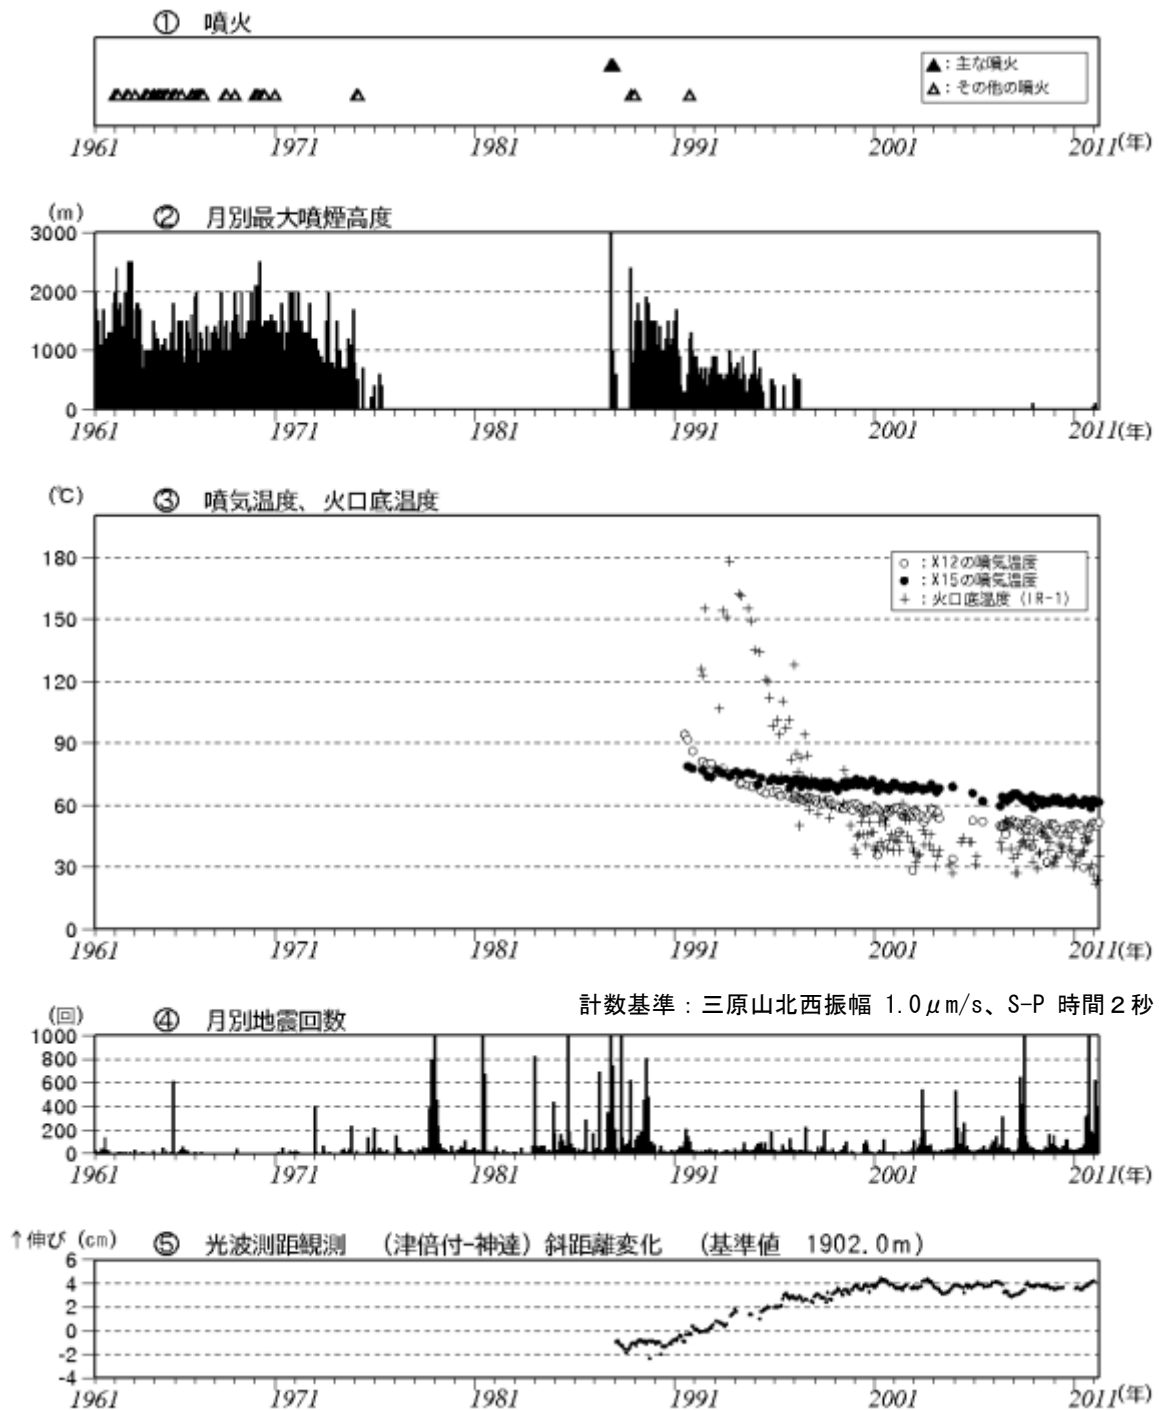 ① 噴火
▲：主な噴火
△：その他の噴火
1961 1971 1981 1991 2001 2011(年)
(m) ② 月別最大噴煙高度
3000
2000
1000
0
1961 1971 1981 1991 2001 2011(年)
(℃) ③ 噴気温度、火口底温度
180
150
120
90
60
30
0
○：X12の噴気温度
●：X15の噴気温度
+：火口底温度 (IR-1)
1961 1971 1981 1991 2001 2011(年)
計数基準：三原山北西振幅 1.0μm/s、S-P 時間２秒
(回) ④ 月別地震回数
1000
800
600
400
200
0
1961 1971 1981 1991 2001 2011(年)
↑伸び (cm) ⑤ 光波測距観測 （津倍付-神達）斜距離変化 （基準値 1902.0m）
6
4
2
0
-2
-4
1961 1971 1981 1991 2001 2011(年)